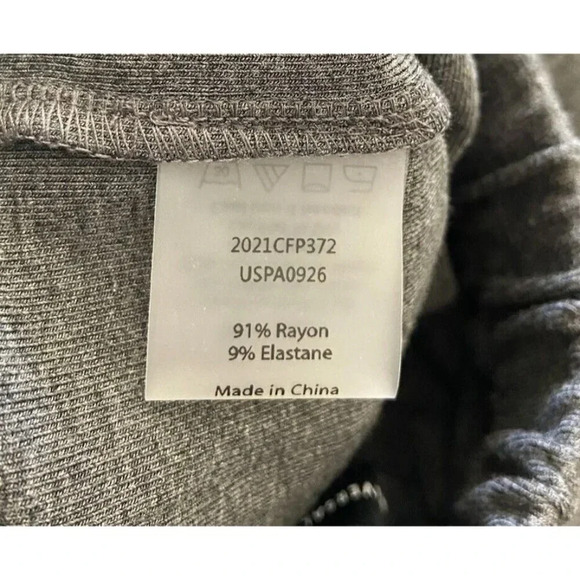 2021CFP372
USPA0926
91% Rayon
9% Elastane
Made in China